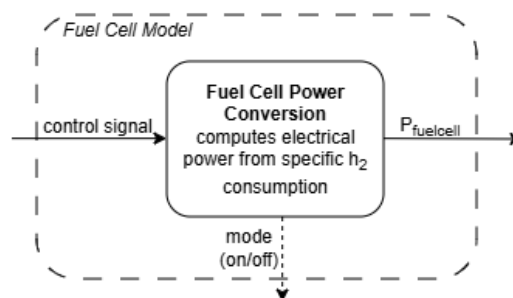 Fuel Cell Model
Fuel Cell Power
Conversion
computes electrical
power from specific h₂
consumption
control signal
P_fuelcell
mode
(on/off)